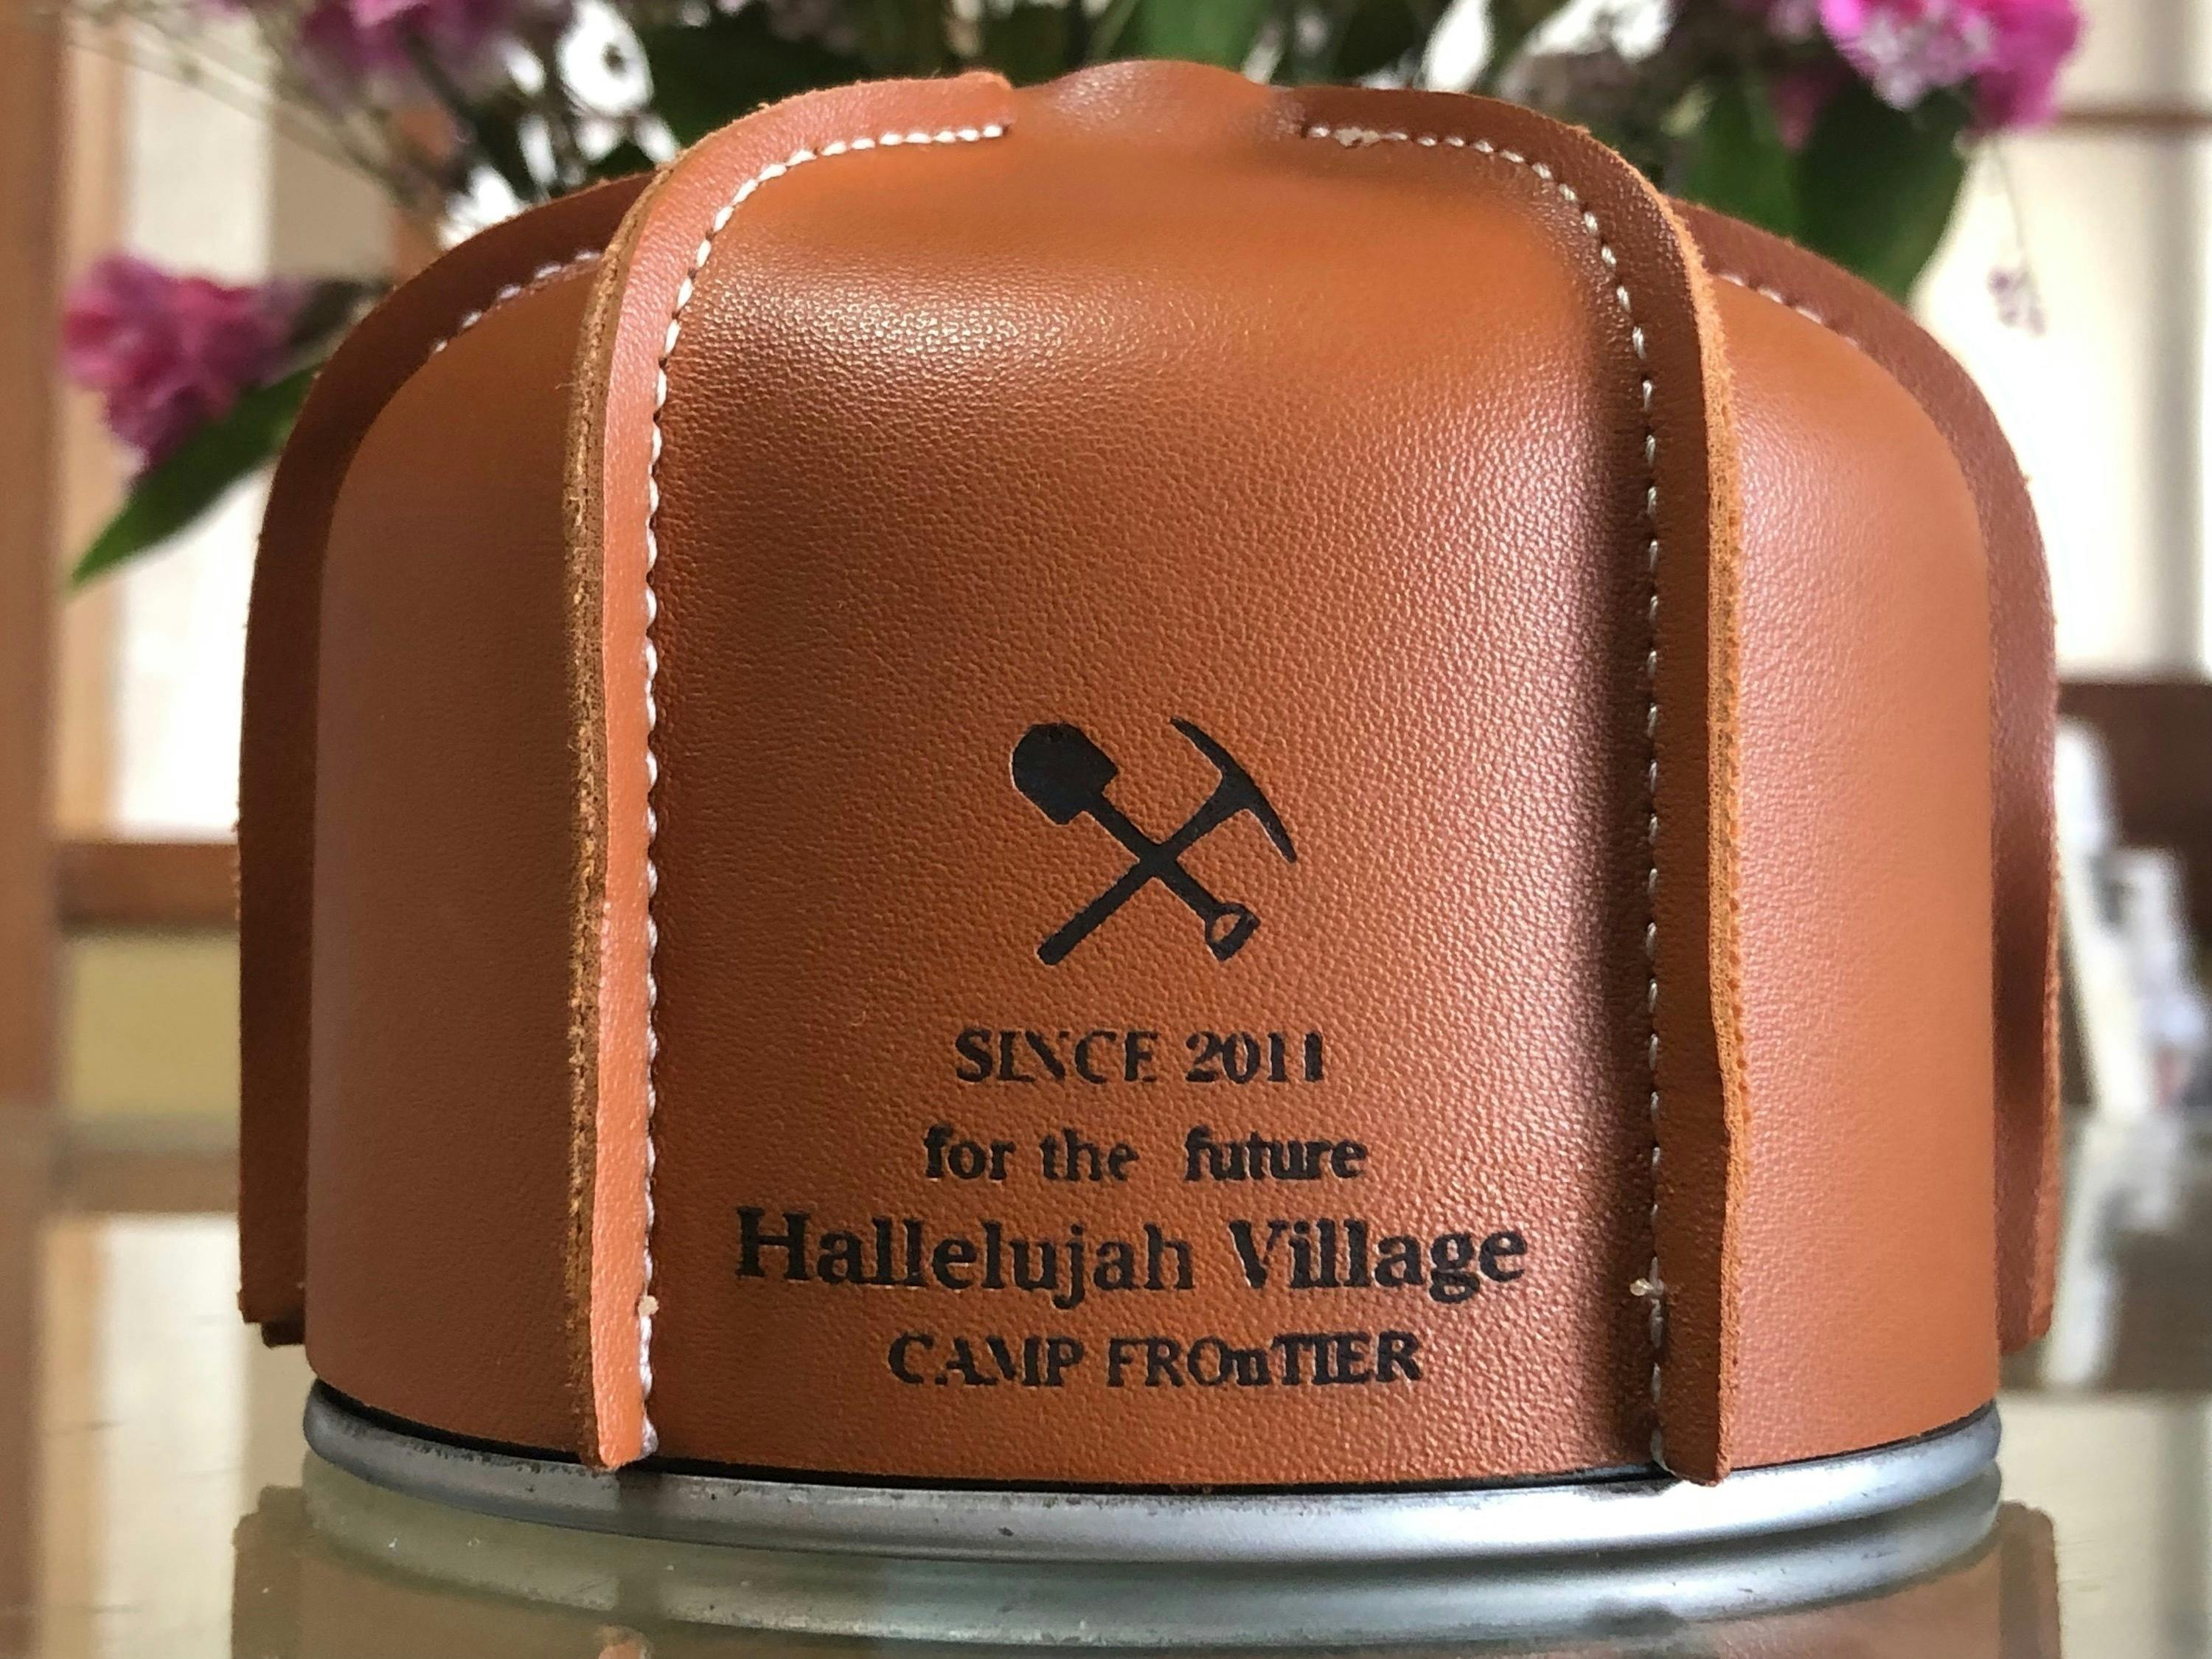 SINCE 2011
for the future
Hallelujah Village
CAMP FROnTIER